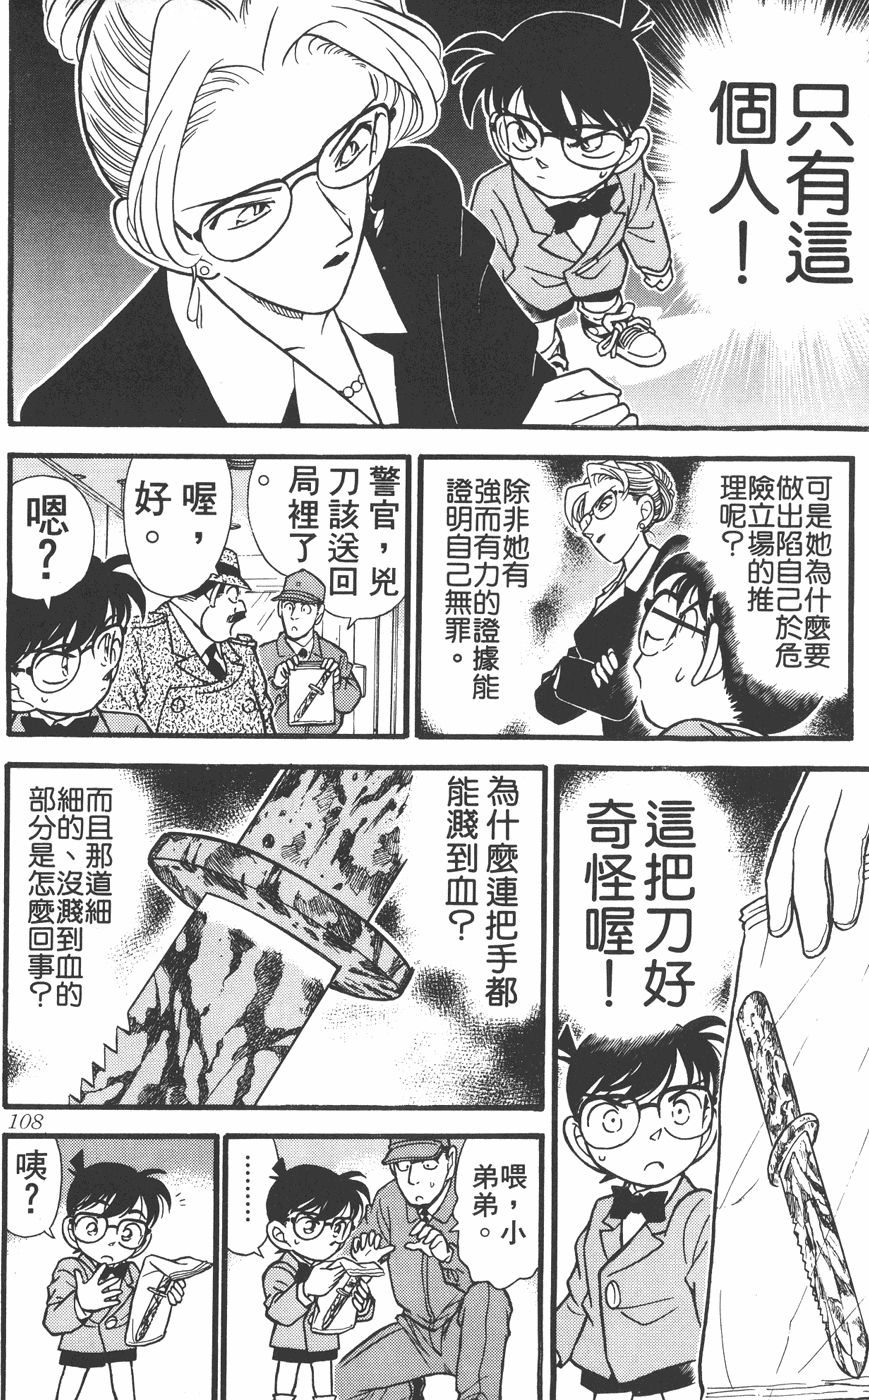 只有這
個人！
可是她為什麼要
做出陷自己於危
險立場的推
理呢？
除非她有
強而有力的證據能
證明自己無罪。
警官，兇
刀該送回
局裡了
。
喔，
好。
嗯？
這把刀好
奇怪喔！
為什麼連把手都
能濺到血？
而且那道細
細的、沒濺到血的
部分是怎麼回事？
108
喂，小
弟弟。
………
咦？